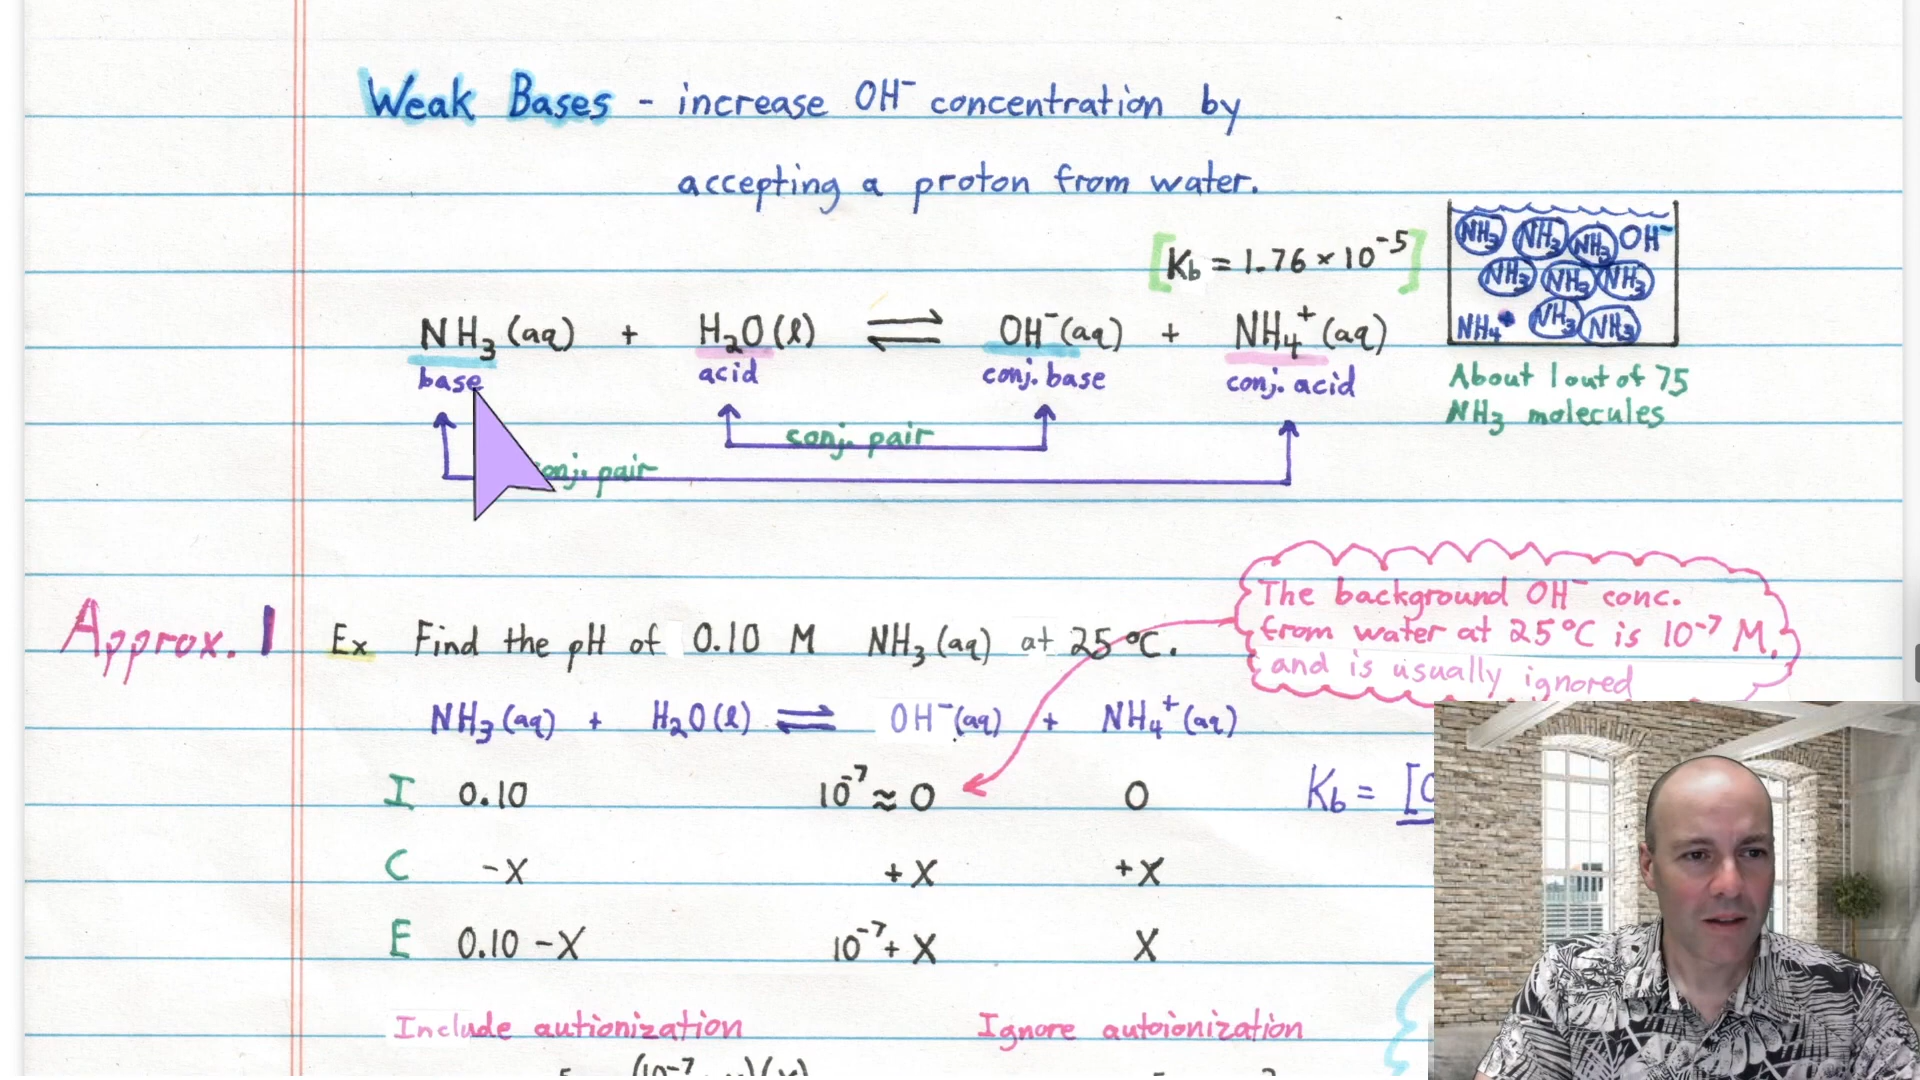 Weak Bases - increase OH⁻ concentration by
accepting a proton from water.
[Kb = 1.76 × 10⁻⁵]
NH₃ NH₃ NH₃ OH⁻
NH₃ NH₃ NH₃
NH₄⁺ NH₃ NH₃
NH₃(aq) + H₂O(l) ⇌ OH⁻(aq) + NH₄⁺(aq)
base acid conj. base conj. acid
About 1 out of 75
NH₃ molecules
conj. pair
conj. pair
The background OH⁻ conc.
from water at 25°C is 10⁻⁷ M,
and is usually ignored
Approx. 1
Ex Find the pH of 0.10 M NH₃(aq) at 25°C.
NH₃(aq) + H₂O(l) ⇌ OH⁻(aq) + NH₄⁺(aq)
I 0.10 10⁻⁷ ≈ 0 0
Kb = [
C -X +X +X
E 0.10 - X 10⁻⁷ + X X
Include autionization Ignore autoionization